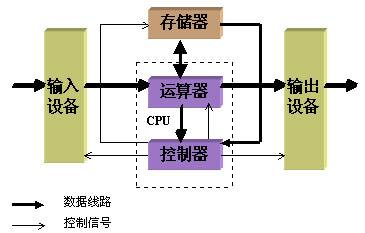 存储器
输入
设备
运算器
输出
设备
CPU
控制器
数据线路
控制信号